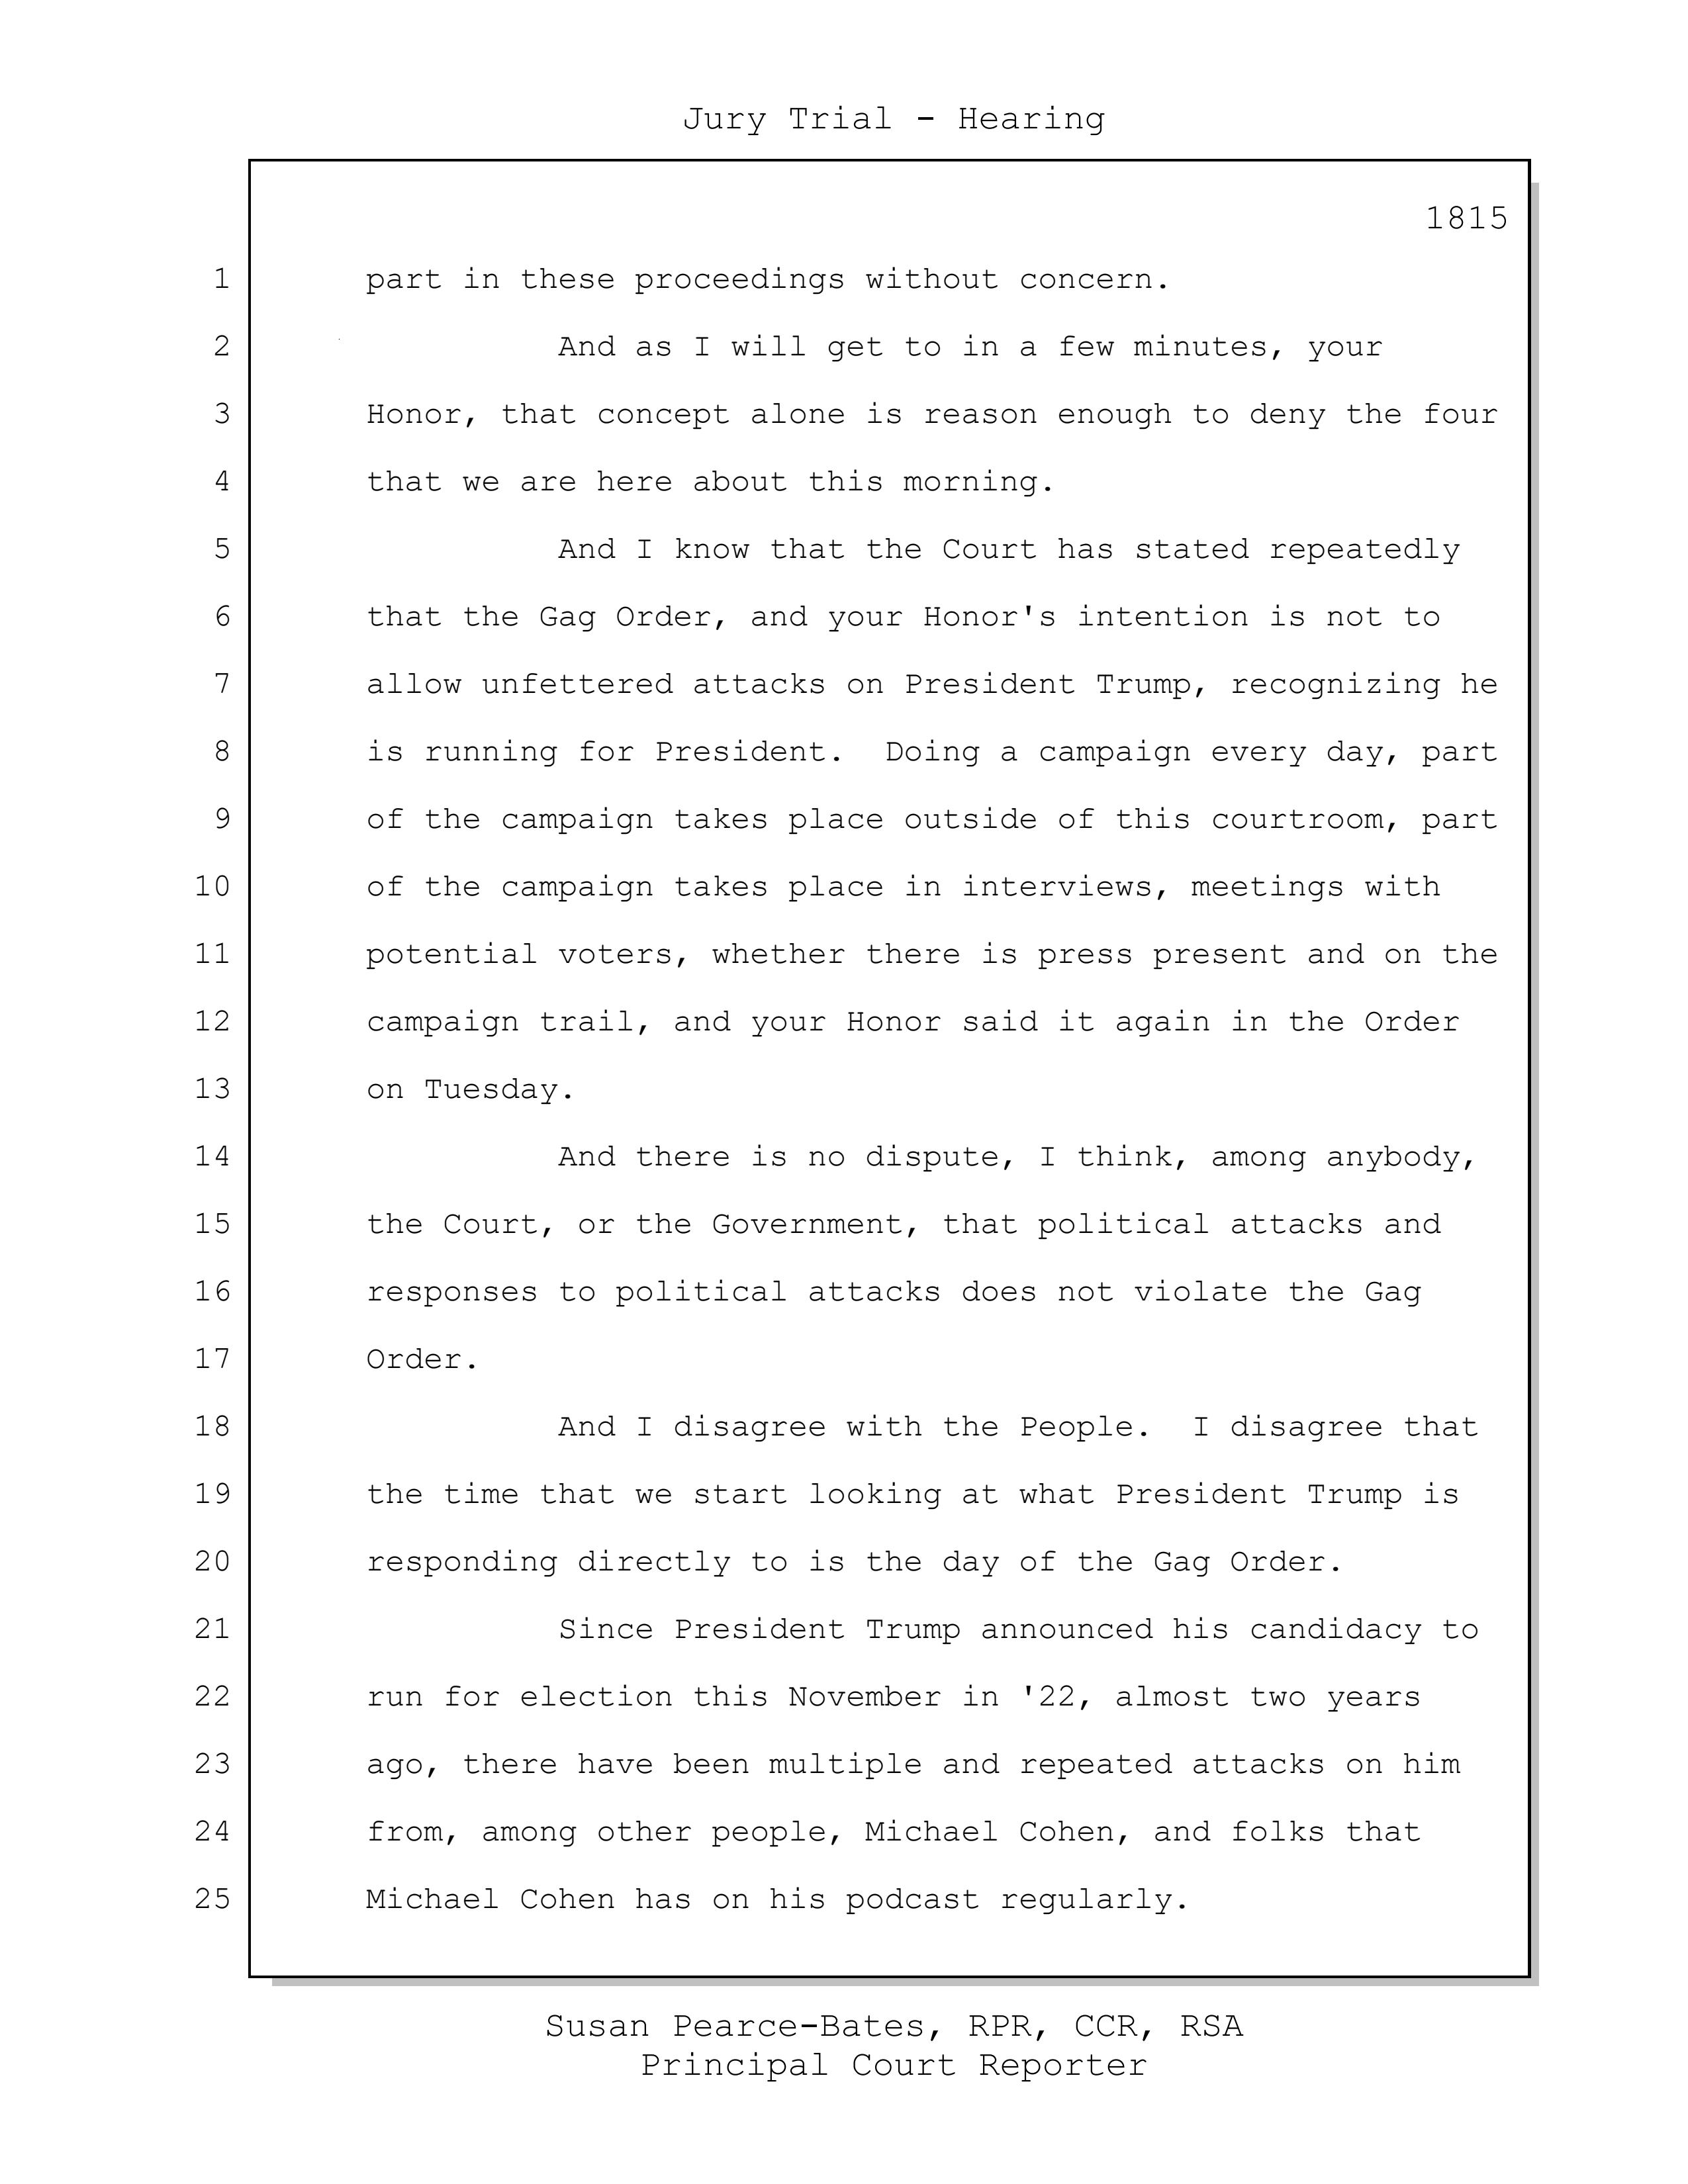 Jury Trial - Hearing
1815
1 part in these proceedings without concern.
2 And as I will get to in a few minutes, your
3 Honor, that concept alone is reason enough to deny the four
4 that we are here about this morning.
5 And I know that the Court has stated repeatedly
6 that the Gag Order, and your Honor's intention is not to
7 allow unfettered attacks on President Trump, recognizing he
8 is running for President.  Doing a campaign every day, part
9 of the campaign takes place outside of this courtroom, part
10 of the campaign takes place in interviews, meetings with
11 potential voters, whether there is press present and on the
12 campaign trail, and your Honor said it again in the Order
13 on Tuesday.
14 And there is no dispute, I think, among anybody,
15 the Court, or the Government, that political attacks and
16 responses to political attacks does not violate the Gag
17 Order.
18 And I disagree with the People.  I disagree that
19 the time that we start looking at what President Trump is
20 responding directly to is the day of the Gag Order.
21 Since President Trump announced his candidacy to
22 run for election this November in '22, almost two years
23 ago, there have been multiple and repeated attacks on him
24 from, among other people, Michael Cohen, and folks that
25 Michael Cohen has on his podcast regularly.
Susan Pearce-Bates, RPR, CCR, RSA
Principal Court Reporter